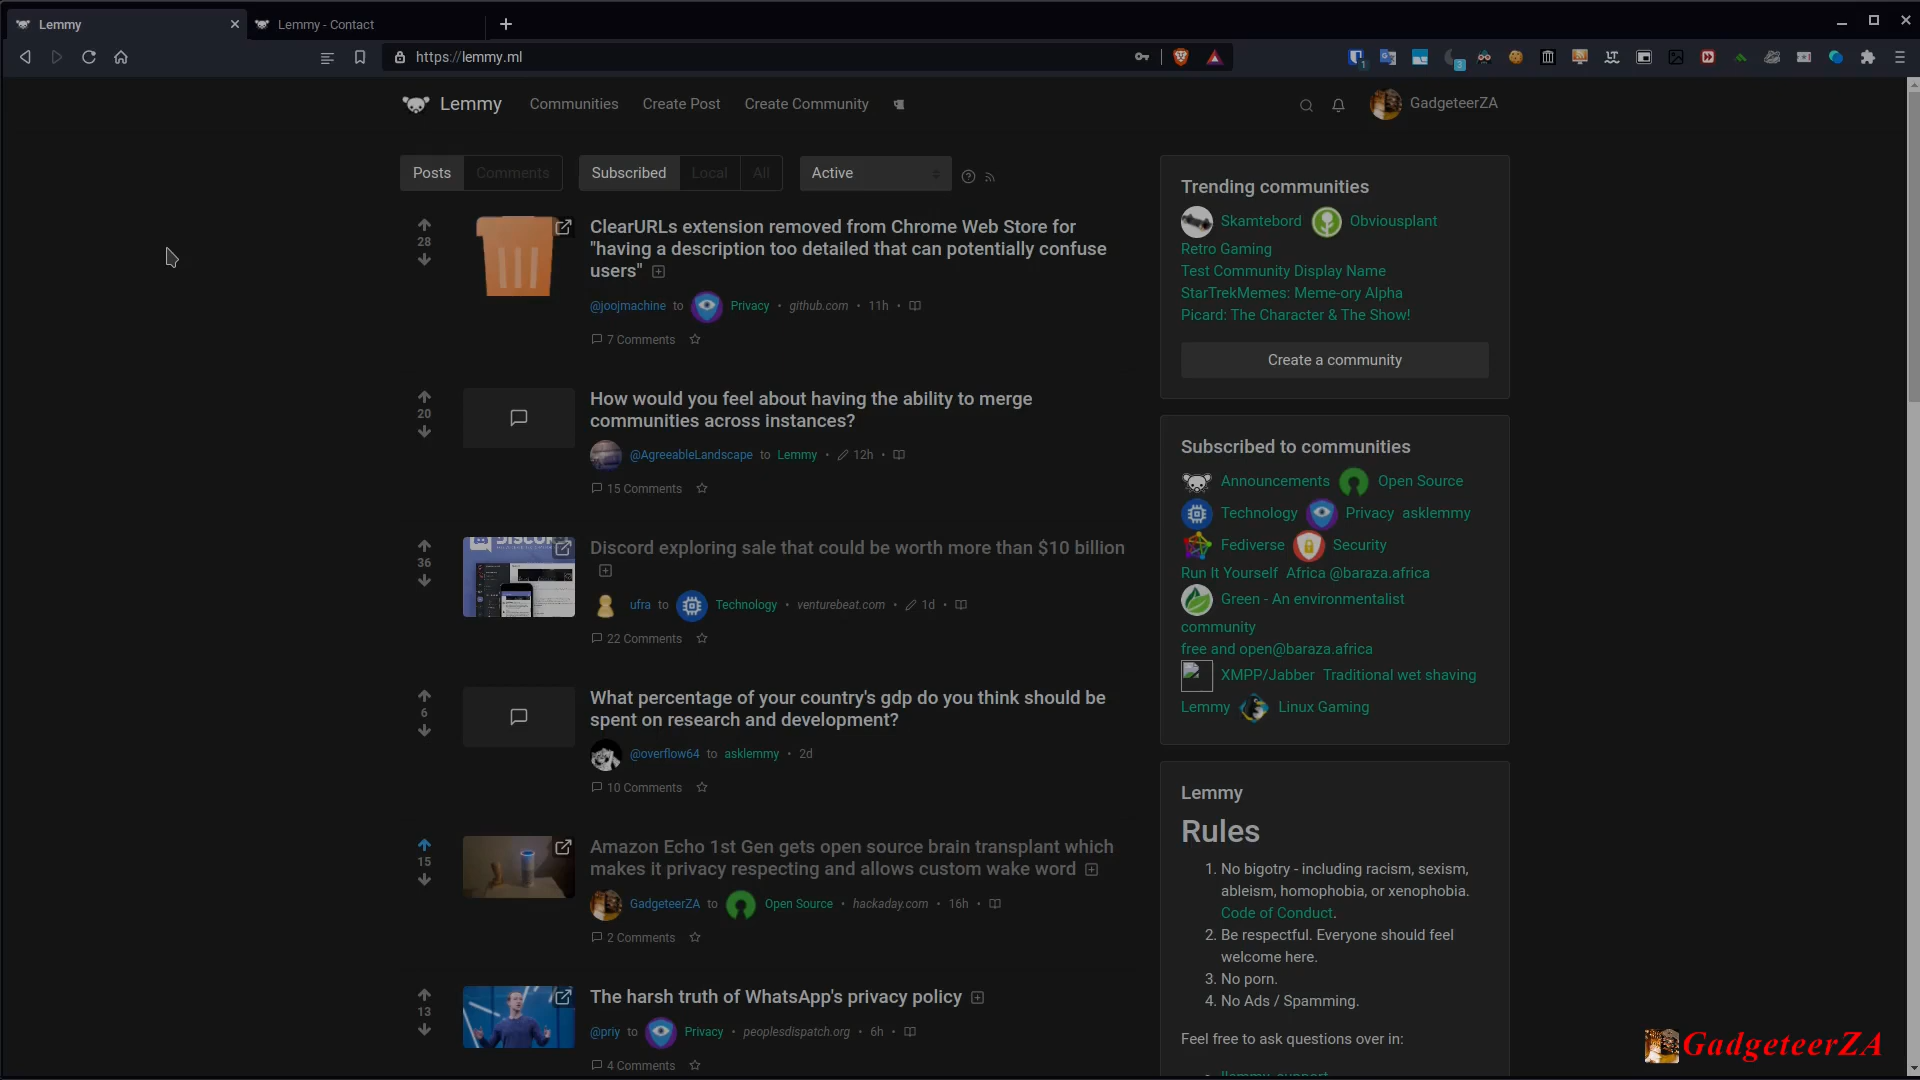 Lemmy
Lemmy - Contact
https://lemmy.ml
1
3
Lemmy
Communities
Create Post
Create Community
GadgeteerZA
Posts
Comments
Subscribed
Local
All
Active
28
ClearURLs extension removed from Chrome Web Store for
"having a description too detailed that can potentially confuse
users"
@joojmachine to Privacy • github.com • 11h •
7 Comments
20
How would you feel about having the ability to merge
communities across instances?
@AgreeableLandscape to Lemmy • 12h •
15 Comments
36
Discord exploring sale that could be worth more than $10 billion
ufra to Technology • venturebeat.com • 1d •
22 Comments
6
What percentage of your country's gdp do you think should be
spent on research and development?
@overflow64 to asklemmy • 2d
10 Comments
15
Amazon Echo 1st Gen gets open source brain transplant which
makes it privacy respecting and allows custom wake word
GadgeteerZA to Open Source • hackaday.com • 16h •
2 Comments
13
The harsh truth of WhatsApp's privacy policy
@priv to Privacy • peoplesdispatch.org • 6h •
4 Comments
Trending communities
Skamtebord Obviousplant
Retro Gaming
Test Community Display Name
StarTrekMemes: Meme-ory Alpha
Picard: The Character & The Show!
Create a community
Subscribed to communities
Announcements Open Source
Technology Privacy asklemmy
Fediverse Security
Run It Yourself Africa @baraza.africa
Green - An environmentalist
community
free and open@baraza.africa
XMPP/Jabber Traditional wet shaving
Lemmy Linux Gaming
Lemmy
Rules
1. No bigotry - including racism, sexism,
ableism, homophobia, or xenophobia.
Code of Conduct.
2. Be respectful. Everyone should feel
welcome here.
3. No porn.
4. No Ads / Spamming.
Feel free to ask questions over in:
GadgeteerZA